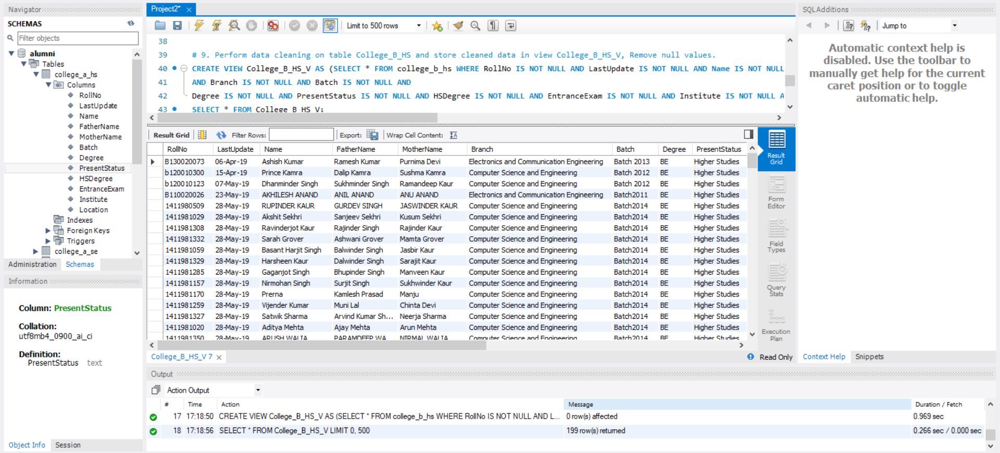 Navigator
SCHEMAS
Filter objects
alumni
Tables
college_a_hs
Columns
RollNo
LastUpdate
Name
FatherName
MotherName
Batch
Degree
PresentStatus
HSDegree
EntranceExam
Institute
Location
Indexes
Foreign Keys
Triggers
college_a_se
Administration Schemas
Information
Column: PresentStatus
Collation:
utf8mb4_0900_ai_ci
Definition:
PresentStatus text
Object Info Session
Project2*
Limit to 500 rows
38
39 # 9. Perform data cleaning on table College_B_HS and store cleaned data in view College_B_HS_V, Remove null values.
40 CREATE VIEW College_B_HS_V AS (SELECT * FROM college_b_hs WHERE RollNo IS NOT NULL AND LastUpdate IS NOT NULL AND Name IS NOT NULL
41 AND Branch IS NOT NULL AND Batch IS NOT NULL AND
42 Degree IS NOT NULL AND PresentStatus IS NOT NULL AND HSDegree IS NOT NULL AND EntranceExam IS NOT NULL AND Institute IS NOT NULL A
43 SELECT * FROM College_B_HS_V;
Result Grid Filter Rows: Export: Wrap Cell Content:
RollNo LastUpdate Name FatherName MotherName Branch Batch Degree PresentStatus
B130020073 06-Apr-19 Ashish Kumar Ramesh Kumar Purnima Devi Electronics and Communication Engineering Batch 2013 BE Higher Studies
b120010300 15-Apr-19 Prince Kamra Dalip Kamra Sushma Kamra Computer Science and Engineering Batch 2012 BE Higher Studies
b120010123 07-May-19 Dhanminder Singh Sukhminder Singh Ramandeep Kaur Computer Science and Engineering Batch 2012 BE Higher Studies
B110020026 23-May-19 AKHILESH ANAND ANIL ANAND ANU ANAND Electronics and Communication Engineering Batch2011 BE Higher Studies
1411980509 28-May-19 RUPINDER KAUR GURDEV SINGH JASWINDER KAUR Computer Science and Engineering Batch2014 BE Higher Studies
1411981029 28-May-19 Akshit Sekhri Sanjeev Sekhri Kusum Sekhri Computer Science and Engineering Batch2014 BE Higher Studies
1411981308 28-May-19 Ravinderjot Kaur Rajinder Singh Rajinder Kaur Computer Science and Engineering Batch2014 BE Higher Studies
1411981332 28-May-19 Sarah Grover Ashwani Grover Mamta Grover Computer Science and Engineering Batch2014 BE Higher Studies
1411981059 28-May-19 Basant Harjit Singh Balwinder Singh Jasbir Kaur Computer Science and Engineering Batch2014 BE Higher Studies
1411981329 28-May-19 Harsheen Kaur Dalwinder Singh Sarajit Kaur Computer Science and Engineering Batch2014 BE Higher Studies
1411981285 28-May-19 Gaganjot Singh Bhupinder Singh Manveen Kaur Computer Science and Engineering Batch2014 BE Higher Studies
1411981157 28-May-19 Nirmohan Singh Surjit Singh Sukhwinder Kaur Computer Science and Engineering Batch2014 BE Higher Studies
1411981170 28-May-19 Prerna Kamlesh Prasad Manju Computer Science and Engineering Batch2014 BE Higher Studies
1411981259 28-May-19 Vijender Kumar Muni Lal Chinta Devi Computer Science and Engineering Batch2014 BE Higher Studies
1411981327 28-May-19 Satwik Sharma Arvind Kumar Sh... Neerja Sharma Computer Science and Engineering Batch2014 BE Higher Studies
1411981020 28-May-19 Aditya Mehta Ajay Mehta Arun Mehta Computer Science and Engineering Batch2014 BE Higher Studies
1411981350 28-May-19 ARUSH WALIA PARAMDEEP WA NIRMAL WALIA Computer Science and Engineering Batch2014 BE Higher Studies
Result
Grid
Form
Editor
Field
Types
Query
Stats
Execution
Plan
College_B_HS_V 7 Read Only
SQLAdditions
Jump to
Automatic context help is
disabled. Use the toolbar to
manually get help for the current
caret position or to toggle
automatic help.
Context Help Snippets
Output
Action Output
# Time Action Message Duration / Fetch
17 17:18:50 CREATE VIEW College_B_HS_V AS (SELECT * FROM college_b_hs WHERE RollNo IS NOT NULL AND L... 0 row(s) affected 0.969 sec
18 17:18:56 SELECT * FROM College_B_HS_V LIMIT 0, 500 199 row(s) returned 0.266 sec / 0.000 sec